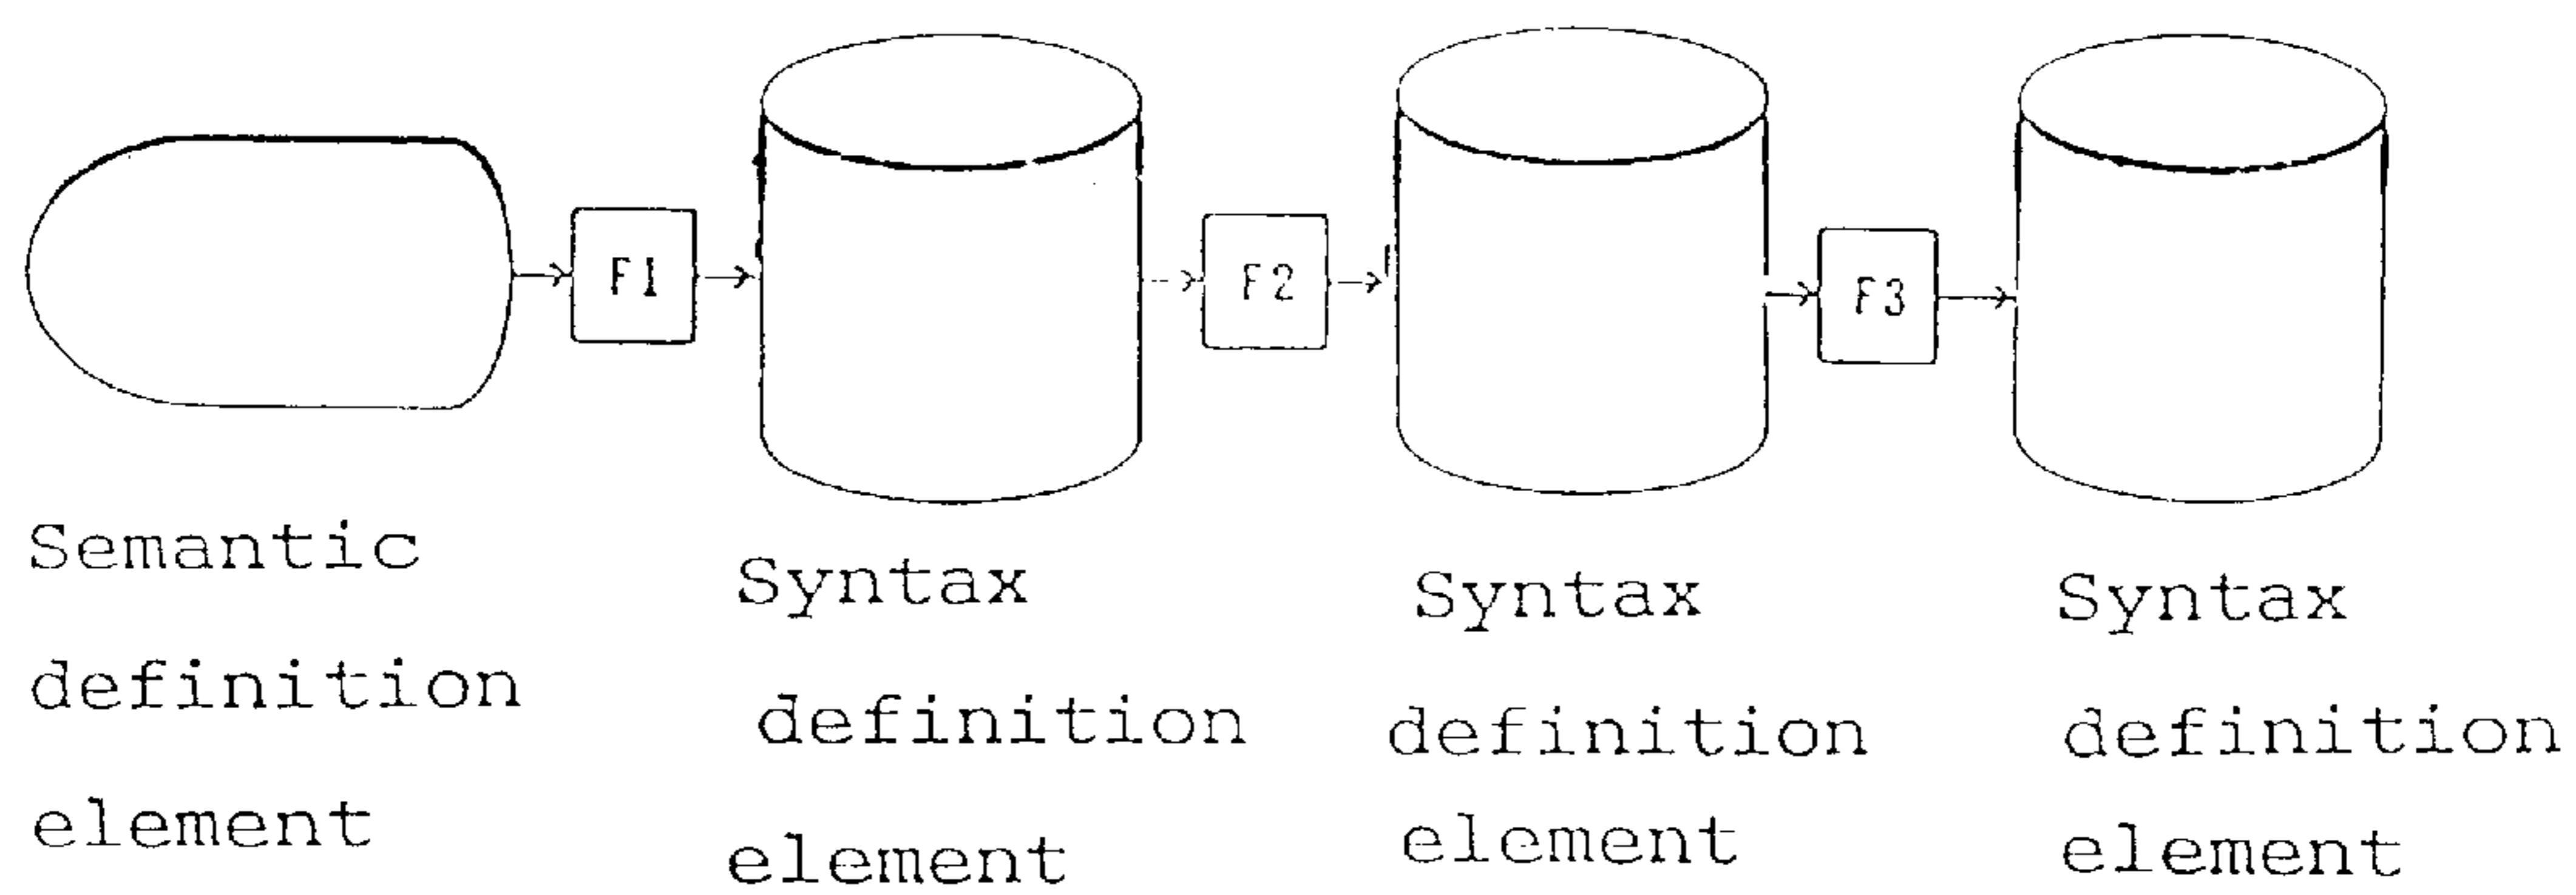 F1
F2
F3
Semantic
definition
element
Syntax
definition
element
Syntax
definition
element
Syntax
definition
element